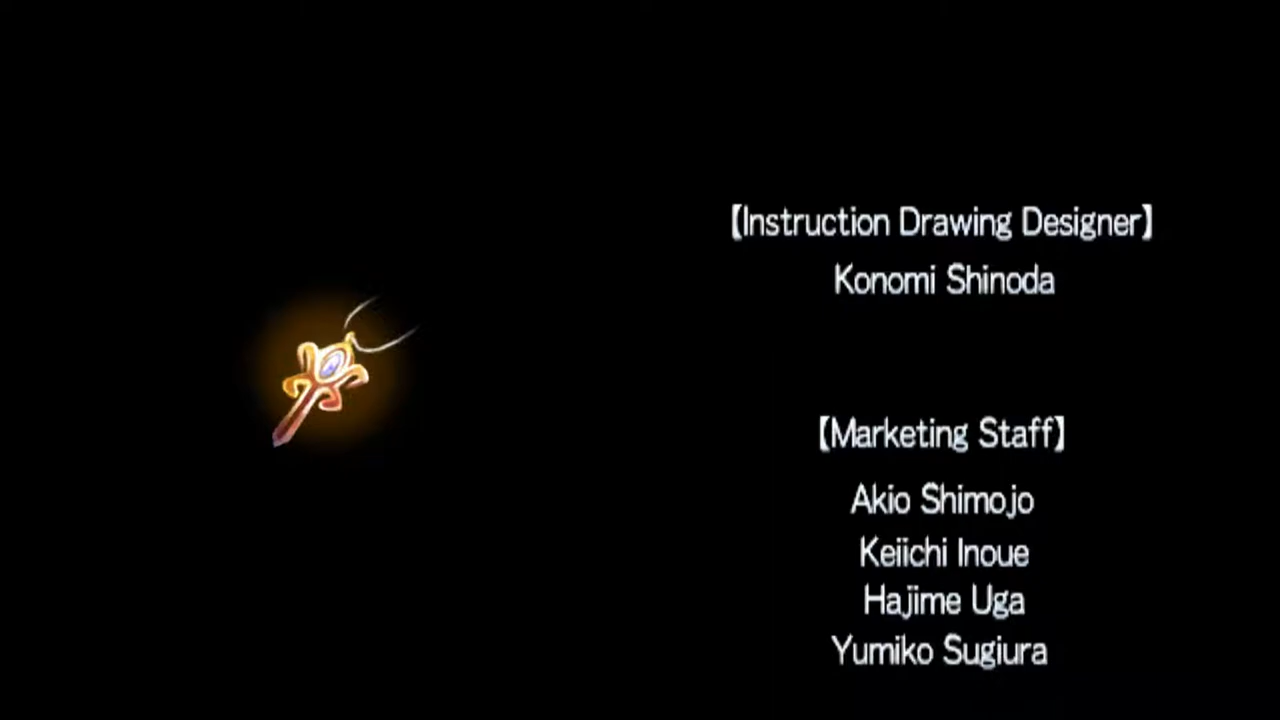 【Instruction Drawing Designer】
Konomi Shinoda
【Marketing Staff】
Akio Shimojo
Keiichi Inoue
Hajime Uga
Yumiko Sugiura